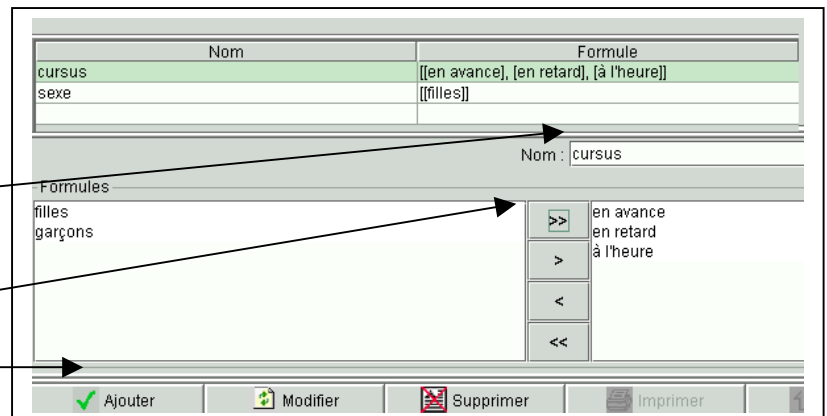 Nom Formule
cursus [[en avance], [en retard], [à l'heure]]
sexe [[filles]]
Nom : cursus
Formules
filles
garçons
>>
>
<
<<
en avance
en retard
à l'heure
Ajouter Modifier Supprimer Imprimer